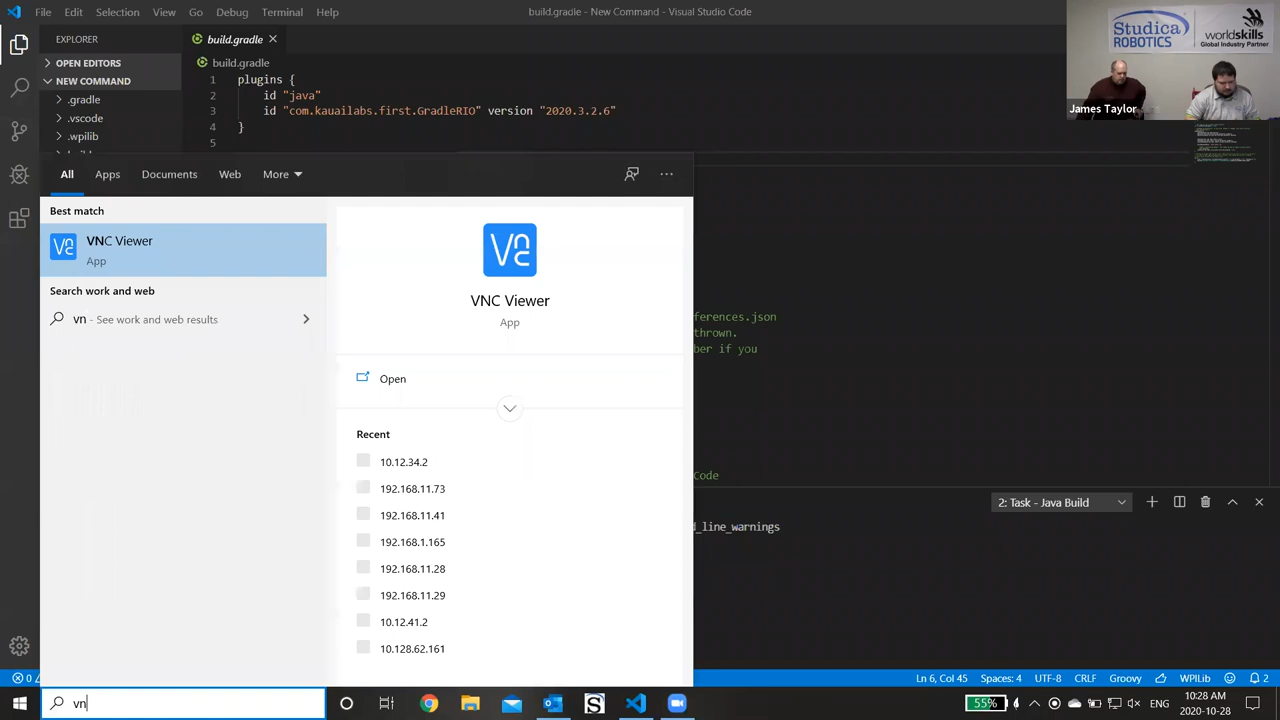 File Edit Selection View Go Debug Terminal Help
build.gradle - New Command - Visual Studio Code
Studica
ROBOTICS
worldskills
Global Industry Partner
James Taylor
EXPLORER
OPEN EDITORS
NEW COMMAND
.gradle
.vscode
.wpilib
build.gradle
build.gradle
1 plugins {
2 id "java"
3 id "com.kauailabs.first.GradleRIO" version "2020.3.2.6"
4 }
5
All Apps Documents Web More
Best match
VNC Viewer
App
Search work and web
vn - See work and web results
VNC Viewer
App
Open
Recent
10.12.34.2
192.168.11.73
192.168.11.41
192.168.1.165
192.168.11.28
192.168.11.29
10.12.41.2
10.128.62.161
ferences.json
thrown.
ber if you
Code
2: Task - Java Build
d_line_warnings
0
Ln 6, Col 45 Spaces: 4 UTF-8 CRLF Groovy WPILib 2
vn
55%
ENG
10:28 AM
2020-10-28